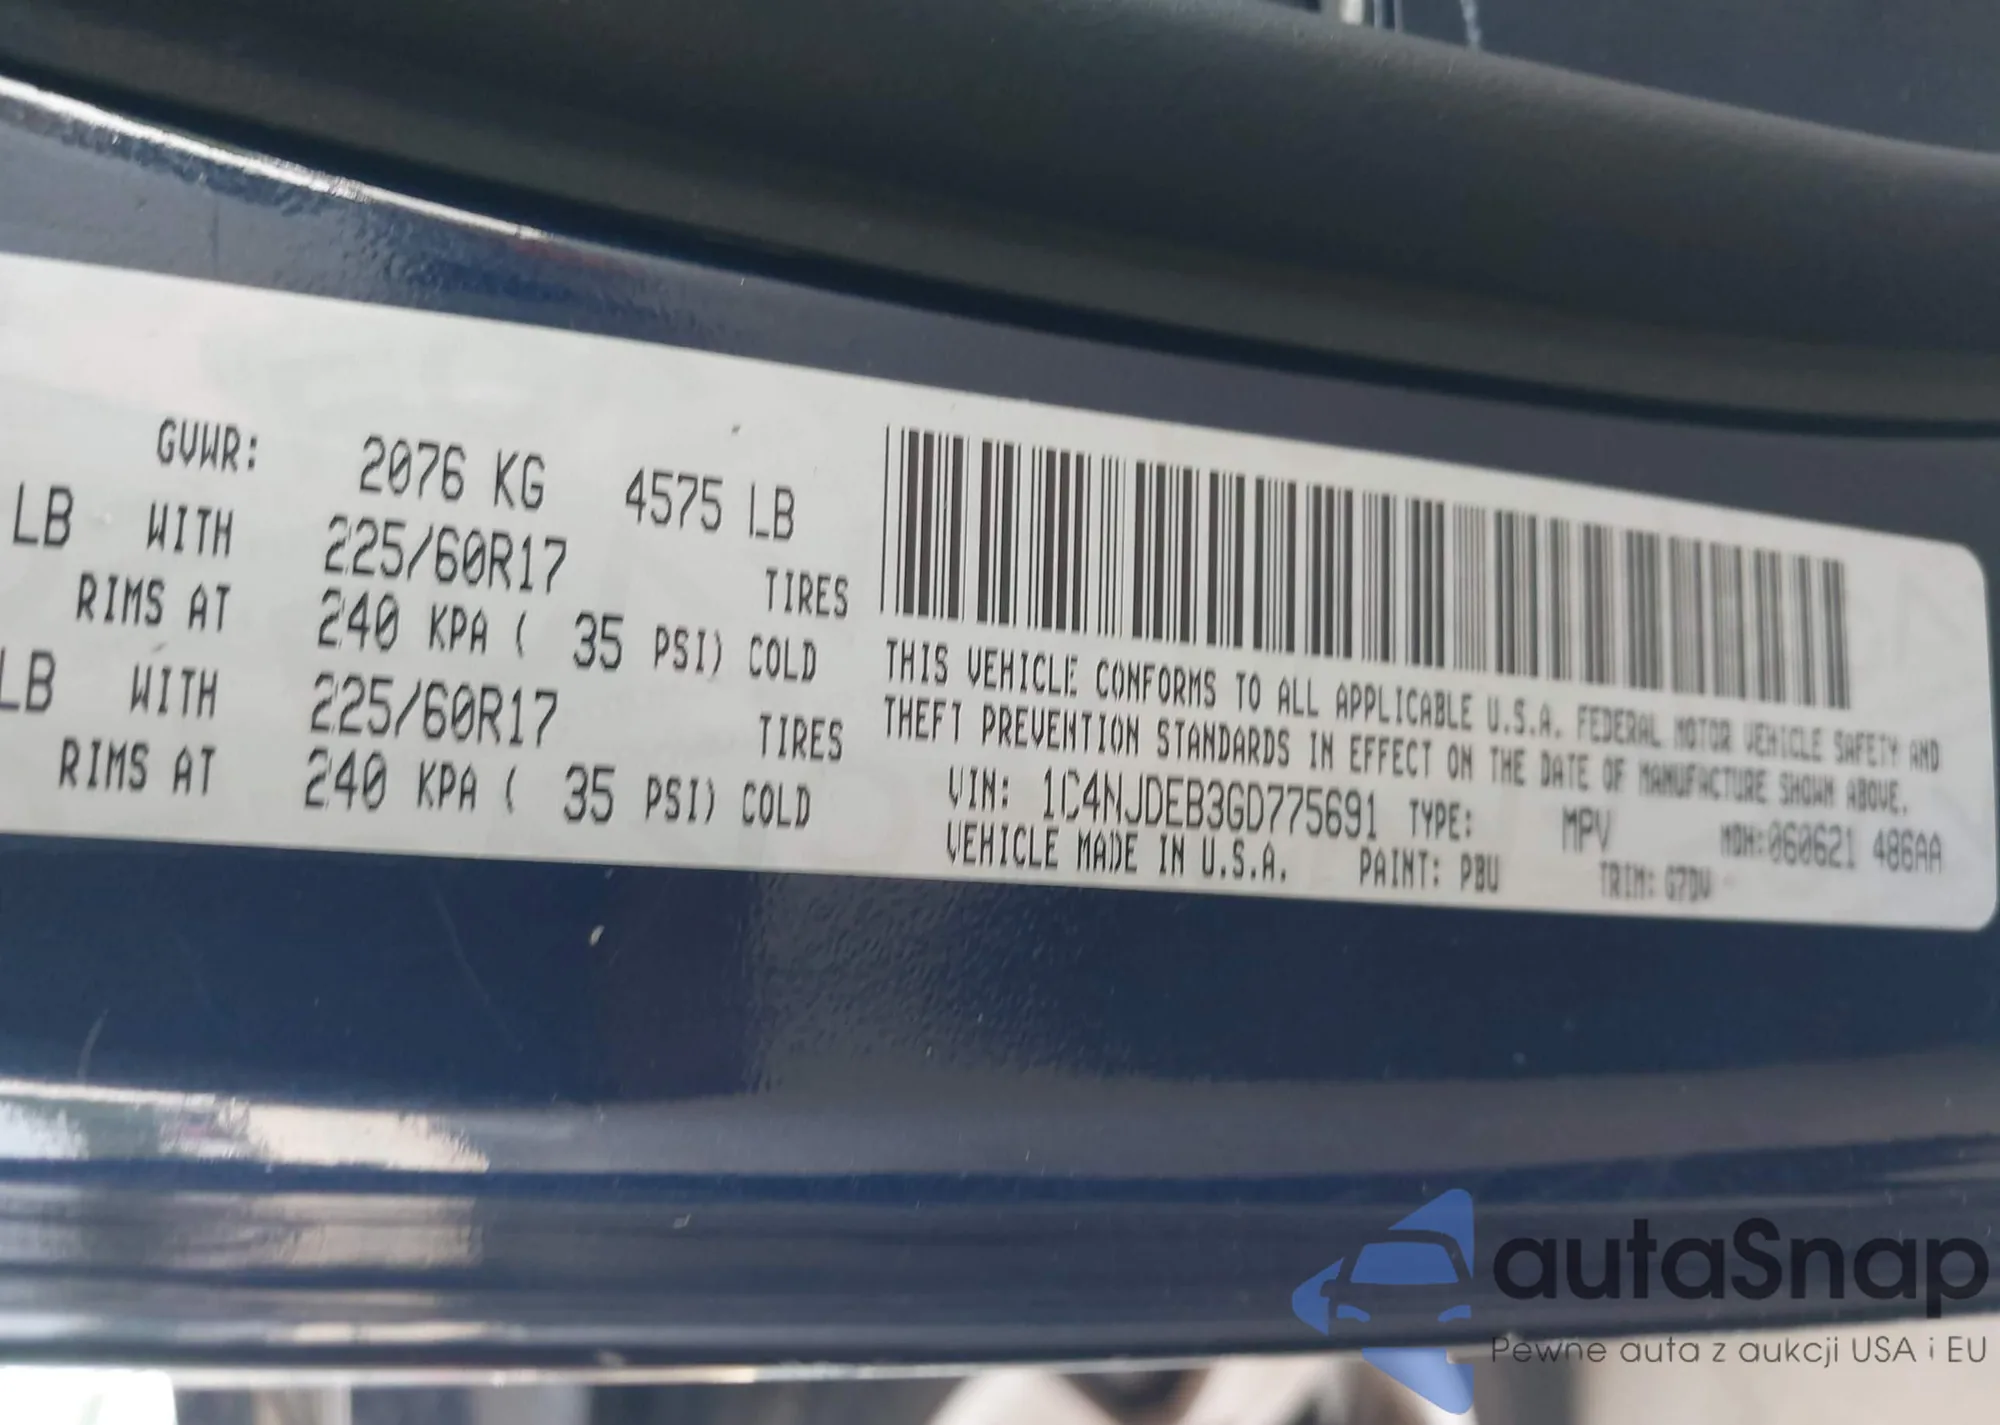 GVWR: 2076 KG 4575 LB
LB WITH 225/60R17 TIRES
RIMS AT 240 KPA ( 35 PSI) COLD
LB WITH 225/60R17 TIRES
RIMS AT 240 KPA ( 35 PSI) COLD
THIS VEHICLE CONFORMS TO ALL APPLICABLE U.S.A. FEDERAL MOTOR VEHICLE SAFETY AND
THEFT PREVENTION STANDARDS IN EFFECT ON THE DATE OF MANUFACTURE SHOWN ABOVE.
VIN: 1C4NJDEB3GD775691 TYPE: MPV MDH:060621 486AA
VEHICLE MADE IN U.S.A. PAINT: PBU TRIM: G7DV
autaSnap
Pewne auta z aukcji USA i EU